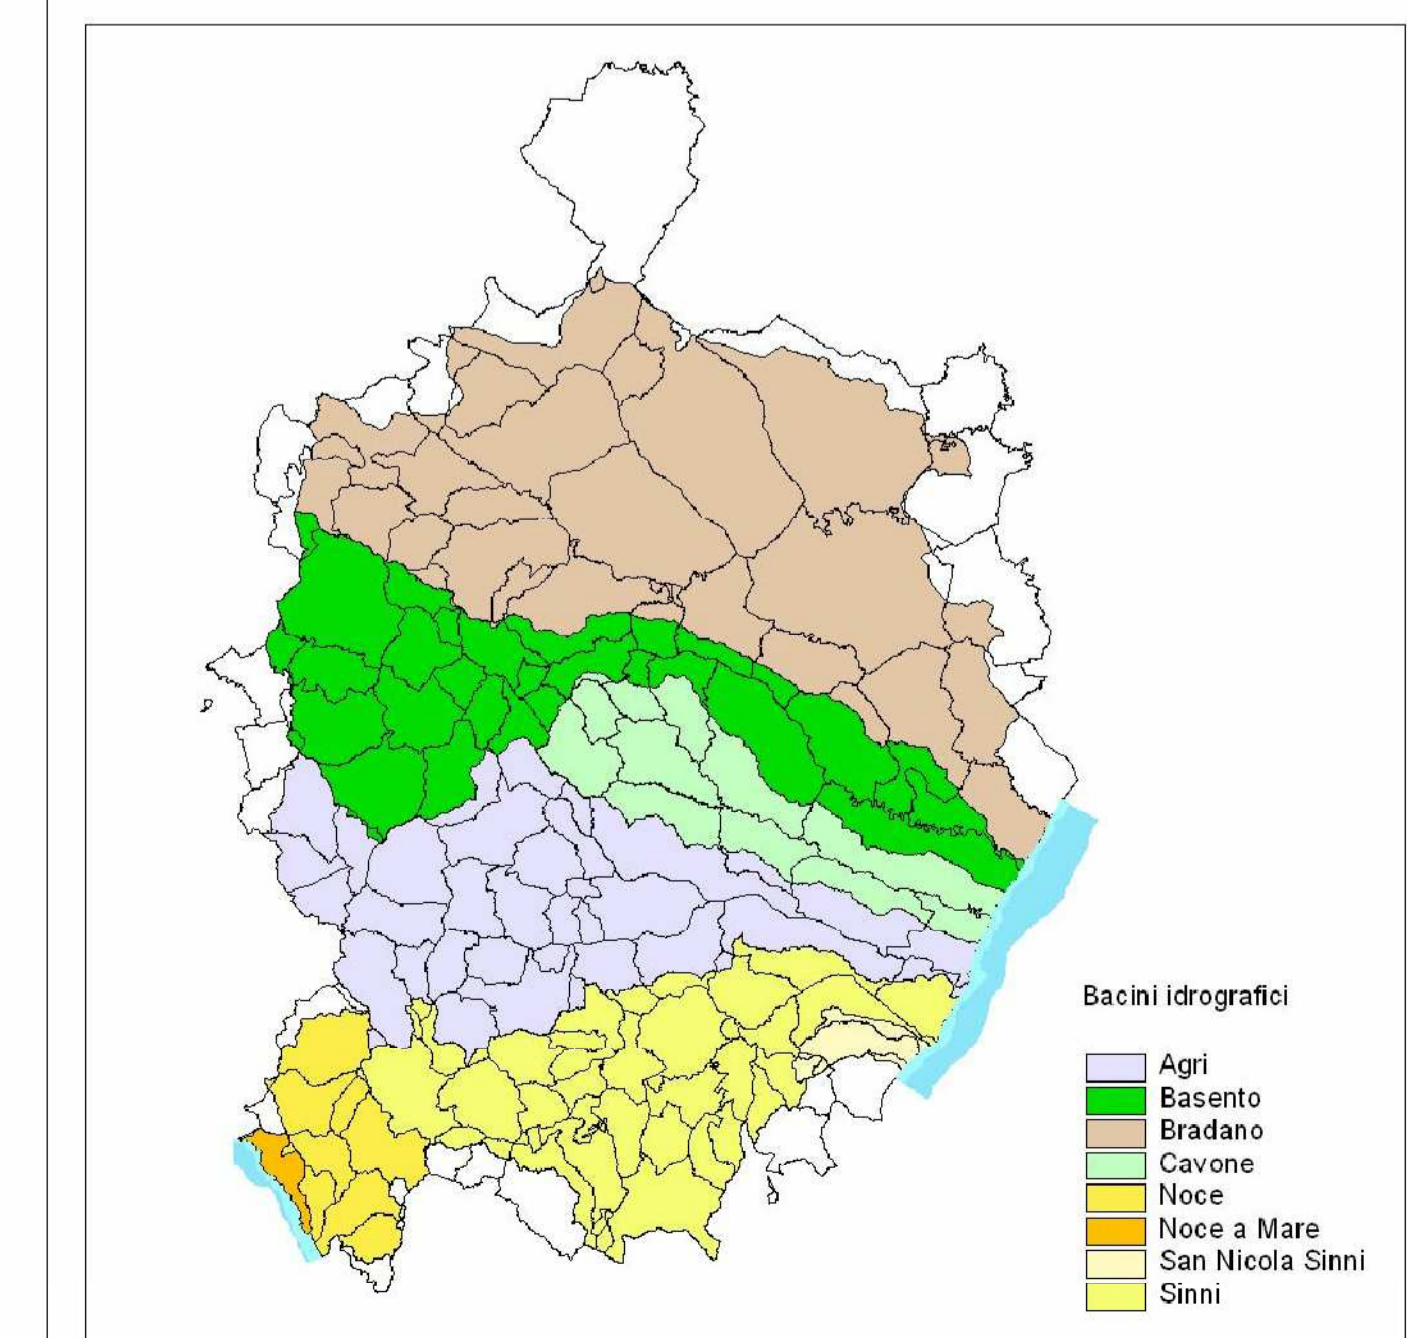 Bacini idrografici
Agri
Basento
Bradano
Cavone
Noce
Noce a Mare
San Nicola Sinni
Sinni